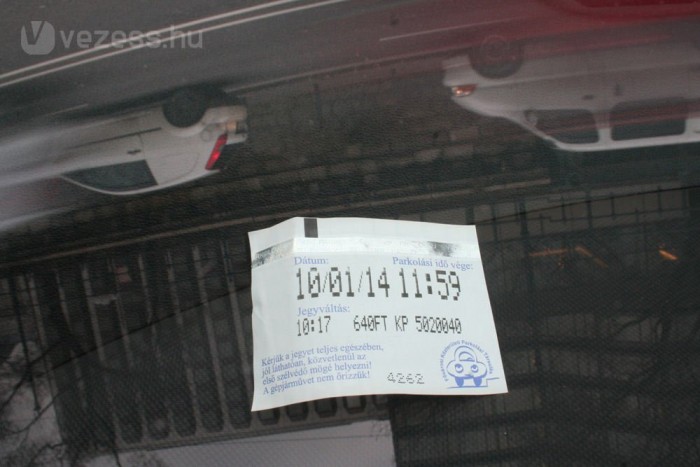 vezess.hu
Dátum: Parkolási idő vége:
10/01/14 11:59
Jegyváltás:
10:17 640FT KP 5020040
Kérjük a jegyet teljes egészében,
jól láthatóan, közvetlenül az
első szélvédő mögé helyezni!
A gépjárművet nem őrizzük!
4262